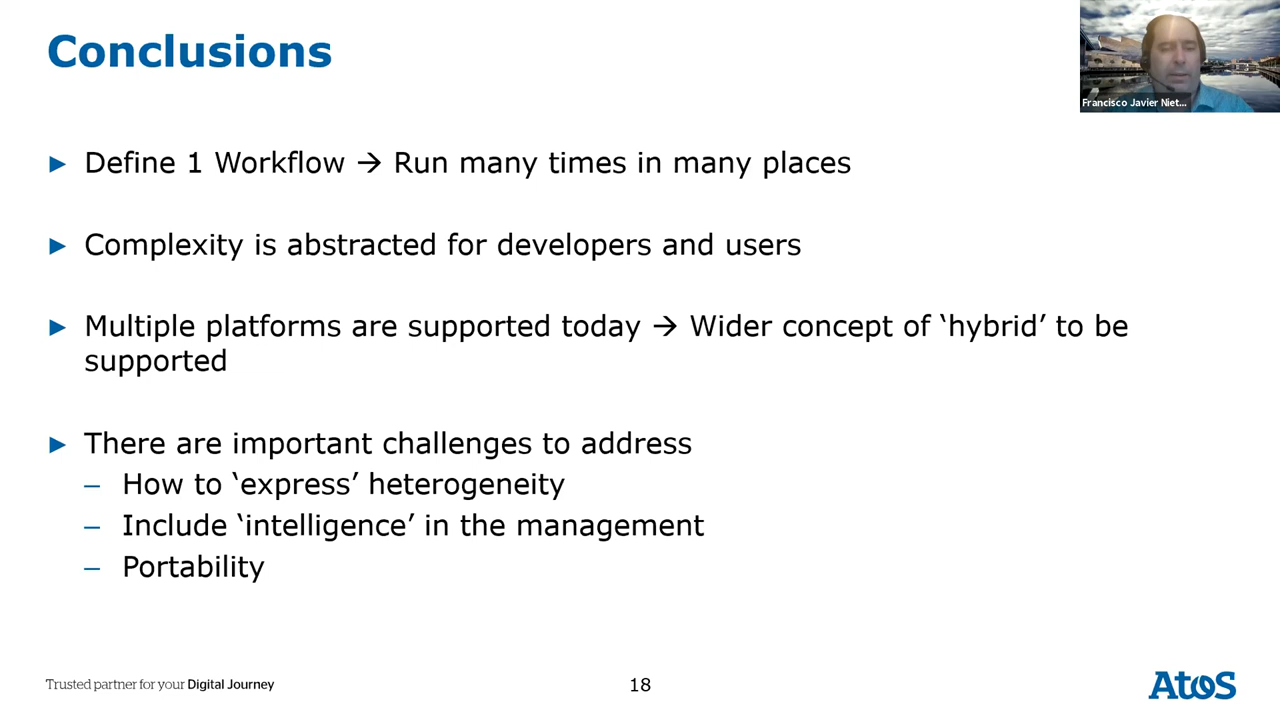 Conclusions
Francisco Javier Niet...
► Define 1 Workflow → Run many times in many places
► Complexity is abstracted for developers and users
► Multiple platforms are supported today → Wider concept of ‘hybrid’ to be
supported
► There are important challenges to address
– How to ‘express’ heterogeneity
– Include ‘intelligence’ in the management
– Portability
Trusted partner for your Digital Journey
18
Atos